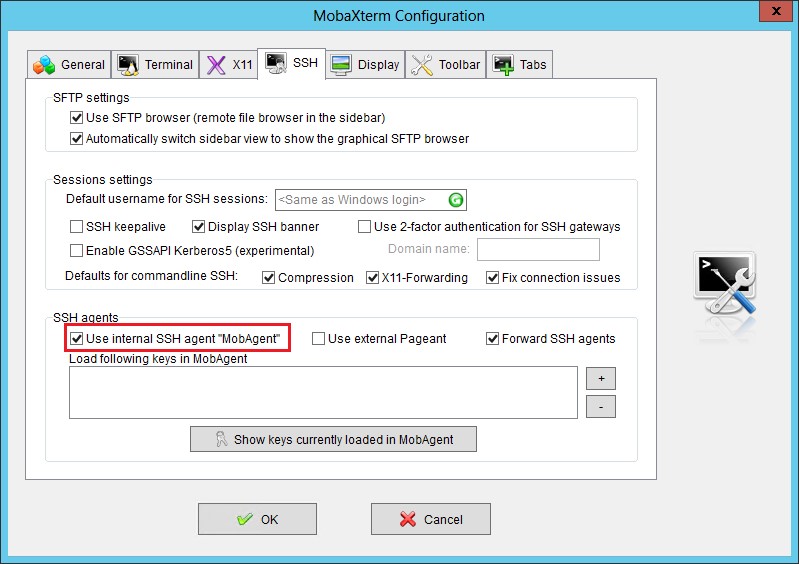 MobaXterm Configuration
x
General Terminal X11 SSH Display Toolbar Tabs
SFTP settings
Use SFTP browser (remote file browser in the sidebar)
Automatically switch sidebar view to show the graphical SFTP browser
Sessions settings
Default username for SSH sessions: <Same as Windows login>
SSH keepalive Display SSH banner Use 2-factor authentication for SSH gateways
Enable GSSAPI Kerberos5 (experimental) Domain name:
Defaults for commandline SSH: Compression X11-Forwarding Fix connection issues
SSH agents
Use internal SSH agent "MobAgent" Use external Pageant Forward SSH agents
Load following keys in MobAgent
+
-
Show keys currently loaded in MobAgent
OK Cancel